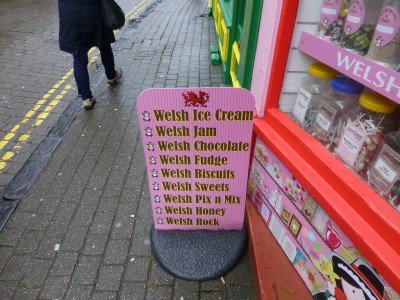 Welsh Ice Cream
Welsh Jam
Welsh Chocolate
Welsh Fudge
Welsh Biscuits
Welsh Sweets
Welsh Pix n Mix
Welsh Honey
Welsh Rock
WELSH